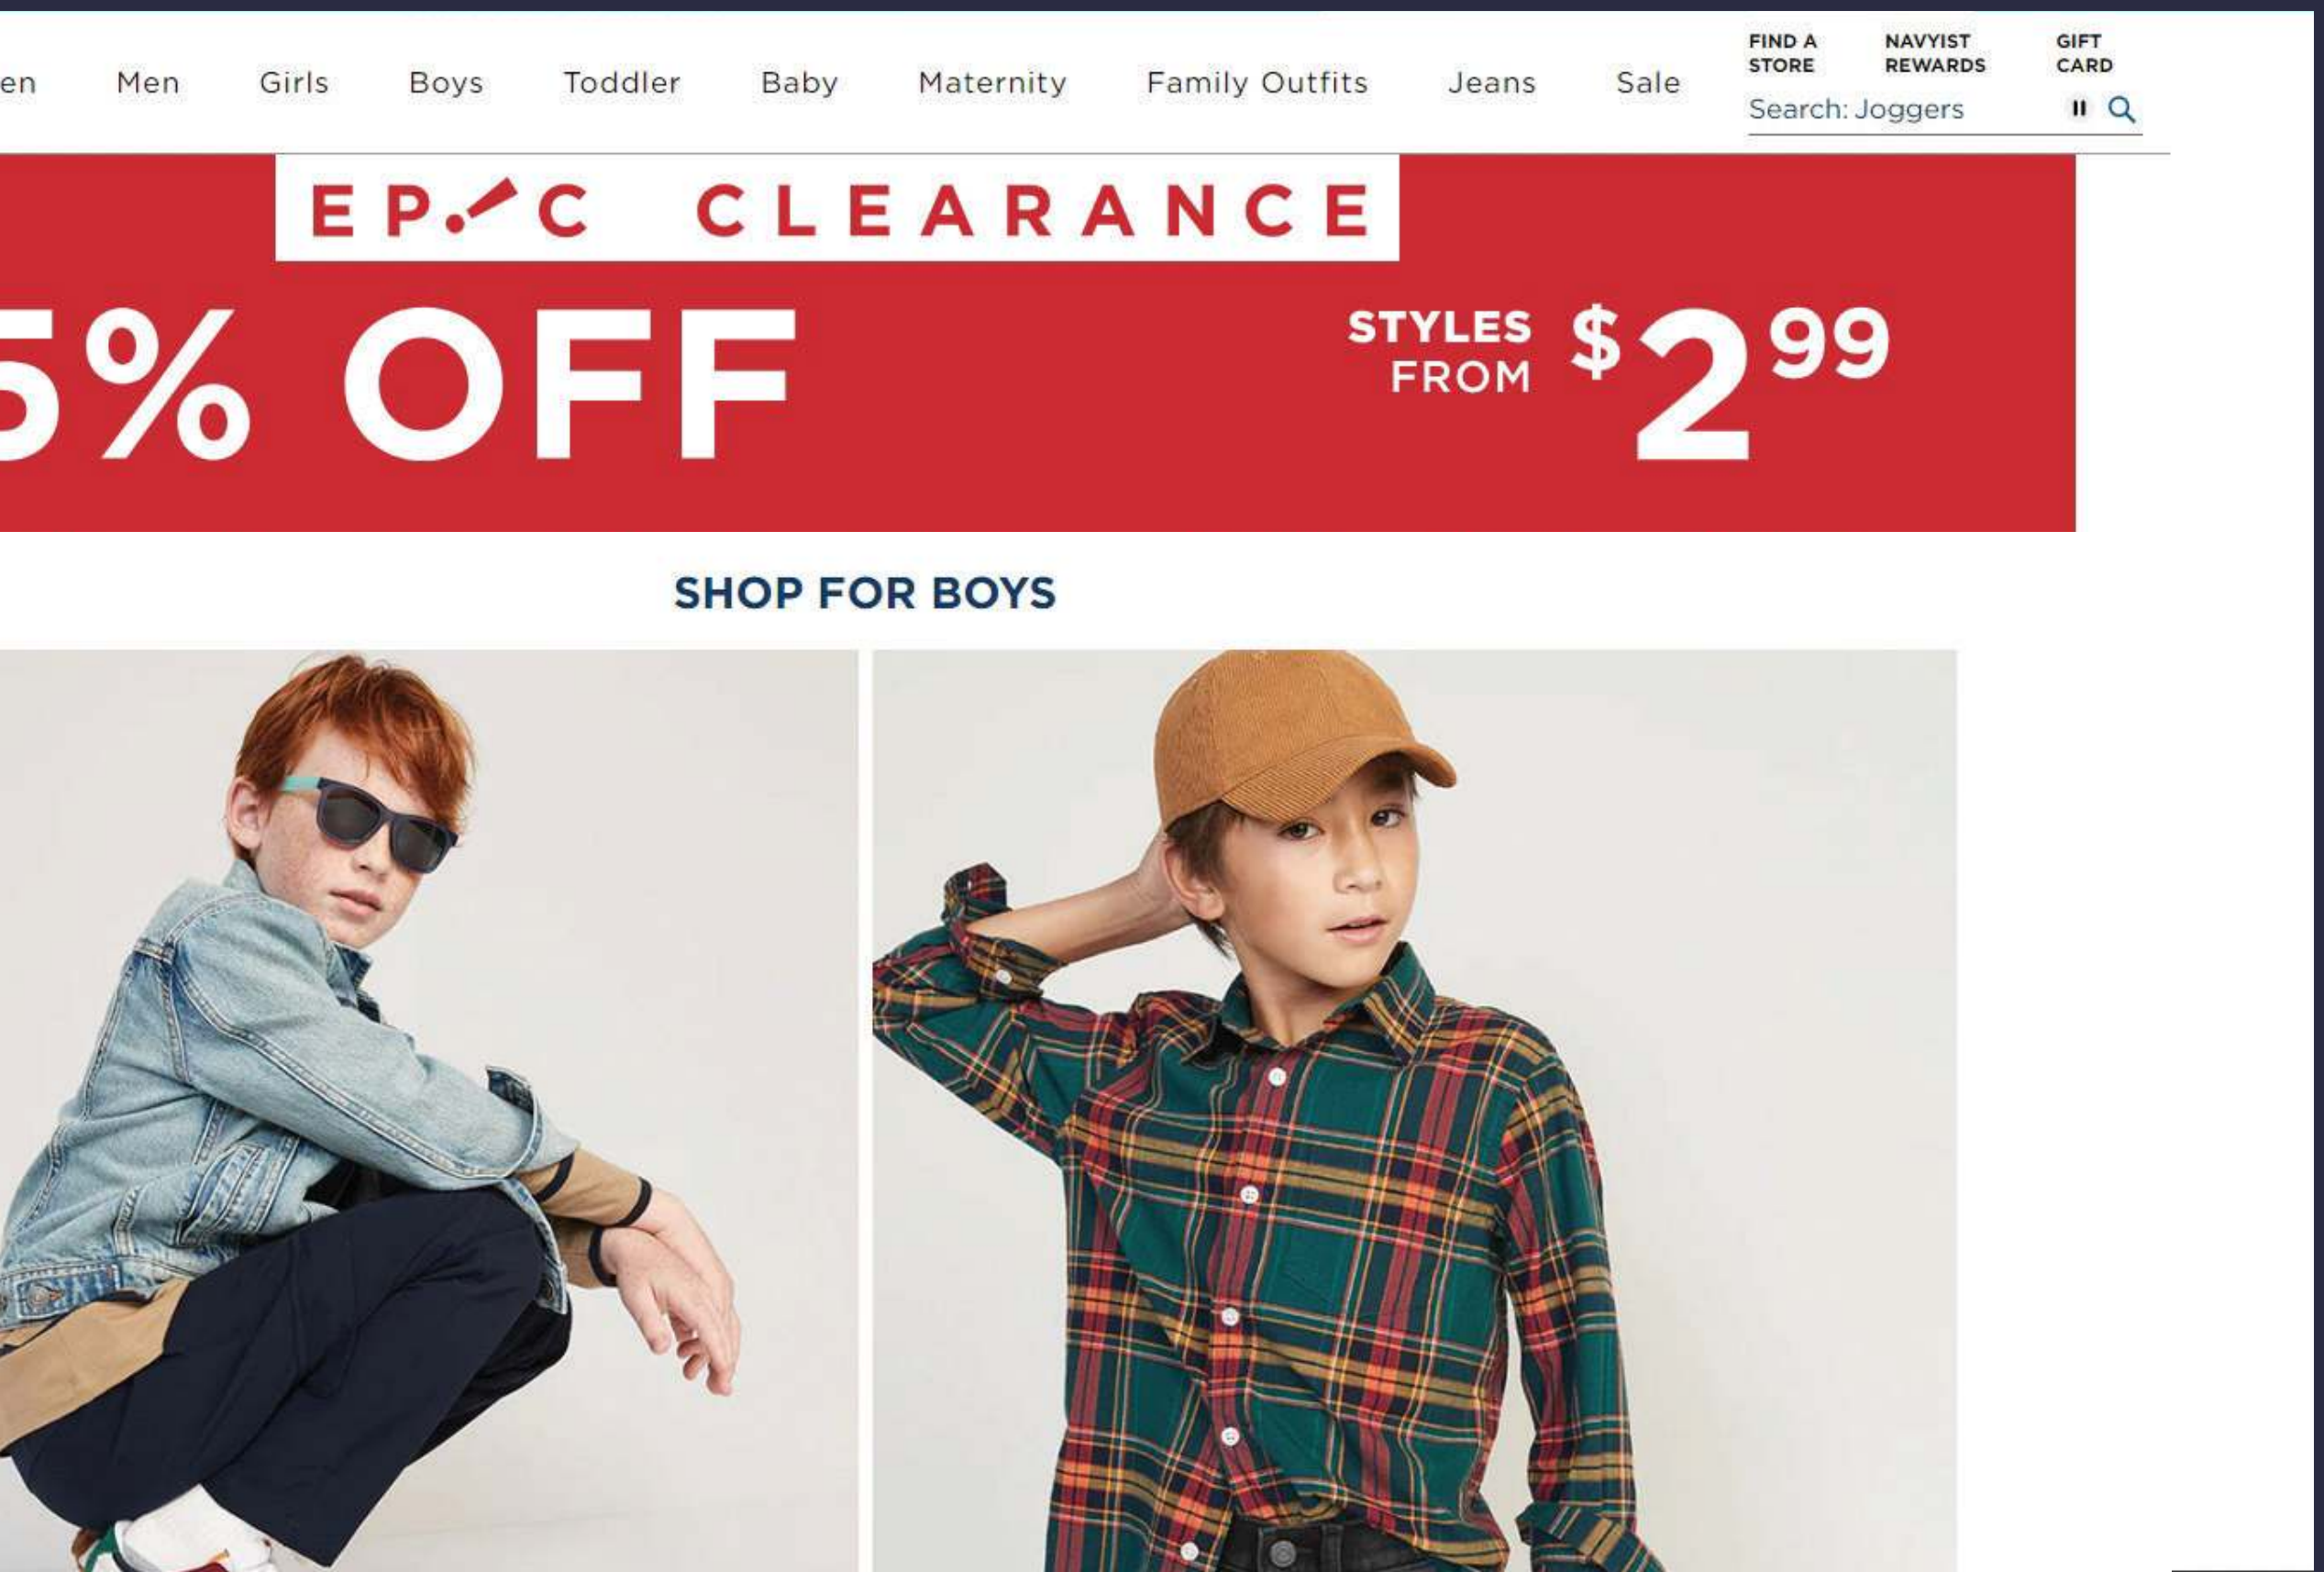 en Men Girls Boys Toddler Baby Maternity Family Outfits Jeans Sale
FIND A STORE NAVYIST REWARDS GIFT CARD
Search: Joggers
EP!C CLEARANCE
5% OFF
STYLES FROM $2.99
SHOP FOR BOYS